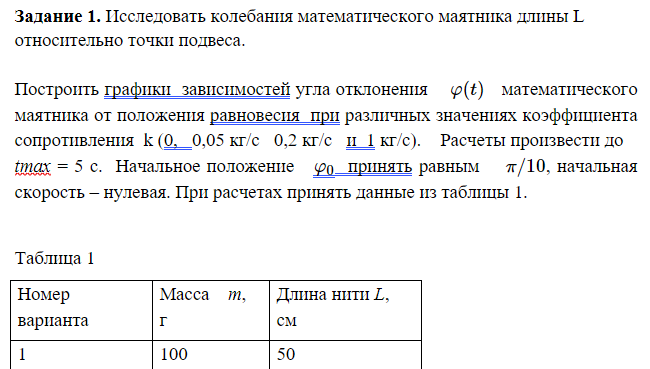 Задание 1. Исследовать колебания математического маятника длины L
относительно точки подвеса.
Построить графики зависимостей угла отклонения φ(t) математического
маятника от положения равновесия при различных значениях коэффициента
сопротивления k (0, 0,05 кг/с 0,2 кг/с и 1 кг/с). Расчеты произвести до
tmax = 5 с. Начальное положение φ0 принять равным π/10, начальная
скорость – нулевая. При расчетах принять данные из таблицы 1.
Таблица 1
Номер варианта
Масса m, г
Длина нити L, см
1 100 50